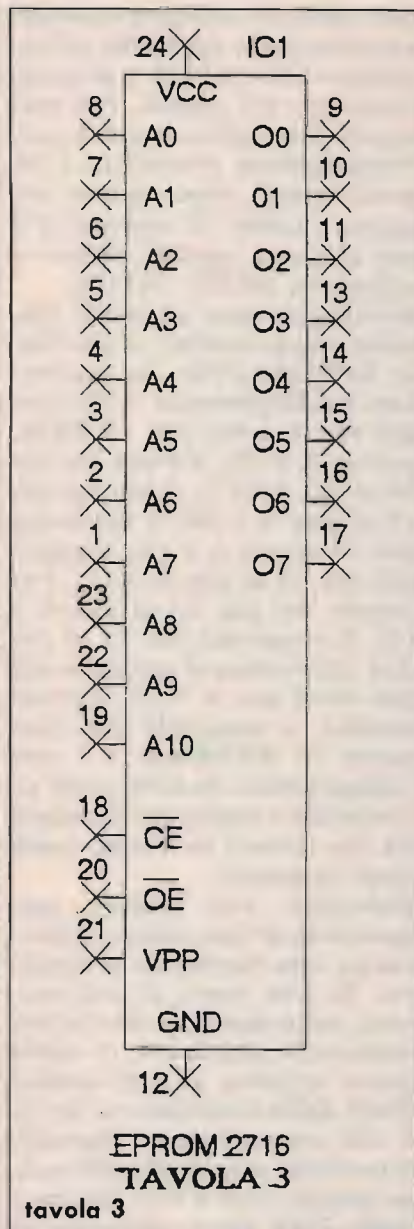 24 IC1
VCC
8 A0 O0 9
7 A1 01 10
6 A2 O2 11
5 A3 O3 13
4 A4 O4 14
3 A5 O5 15
2 A6 O6 16
1 A7 O7 17
23 A8
22 A9
19 A10
18 CE
20 OE
21 VPP
GND
12
EPROM 2716
TAVOLA 3
tavola 3